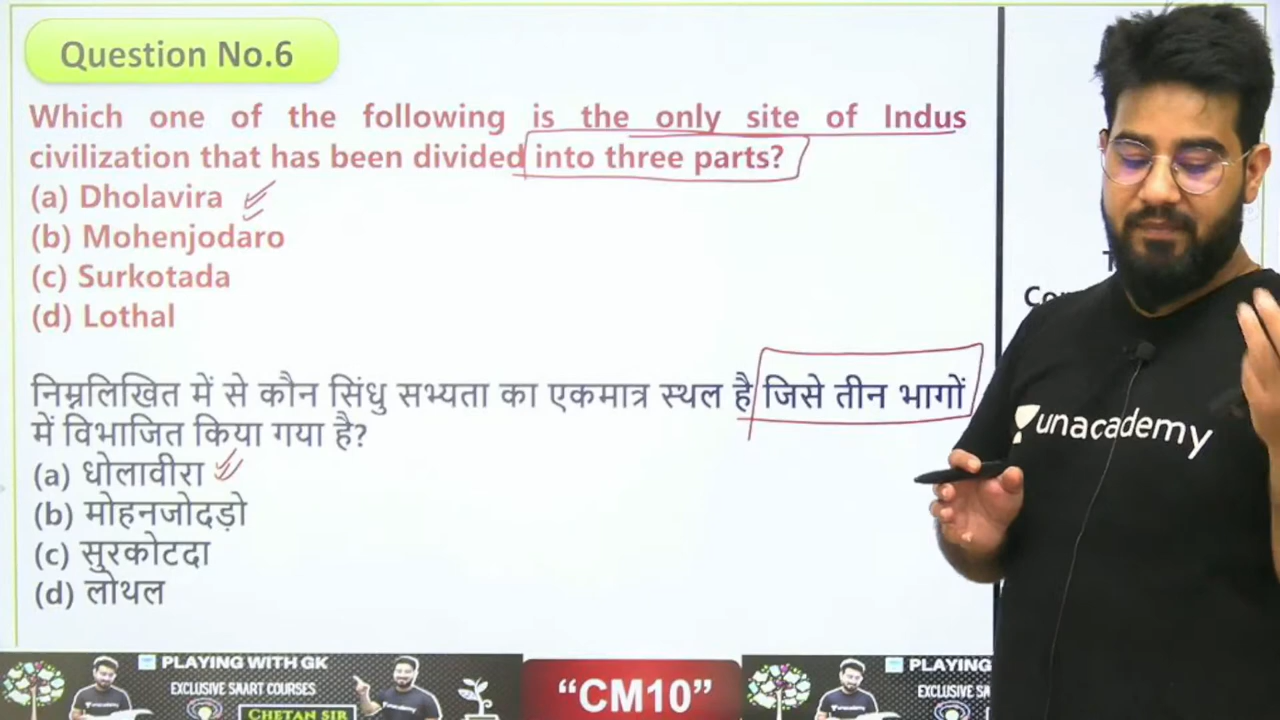 Question No.6
Which one of the following is the only site of Indus
civilization that has been divided into three parts?
(a) Dholavira
(b) Mohenjodaro
(c) Surkotada
(d) Lothal
निम्नलिखित में से कौन सिंधु सभ्यता का एकमात्र स्थल है जिसे तीन भागों
में विभाजित किया गया है?
(a) धोलावीरा
(b) मोहनजोदड़ो
(c) सुरकोटदा
(d) लोथल
unacademy
PLAYING WITH GK
EXCLUSIVE SAART COURSES
CHETAN SIR
unacademy
"CM10"
PLAYING
EXCLUSIVE SA